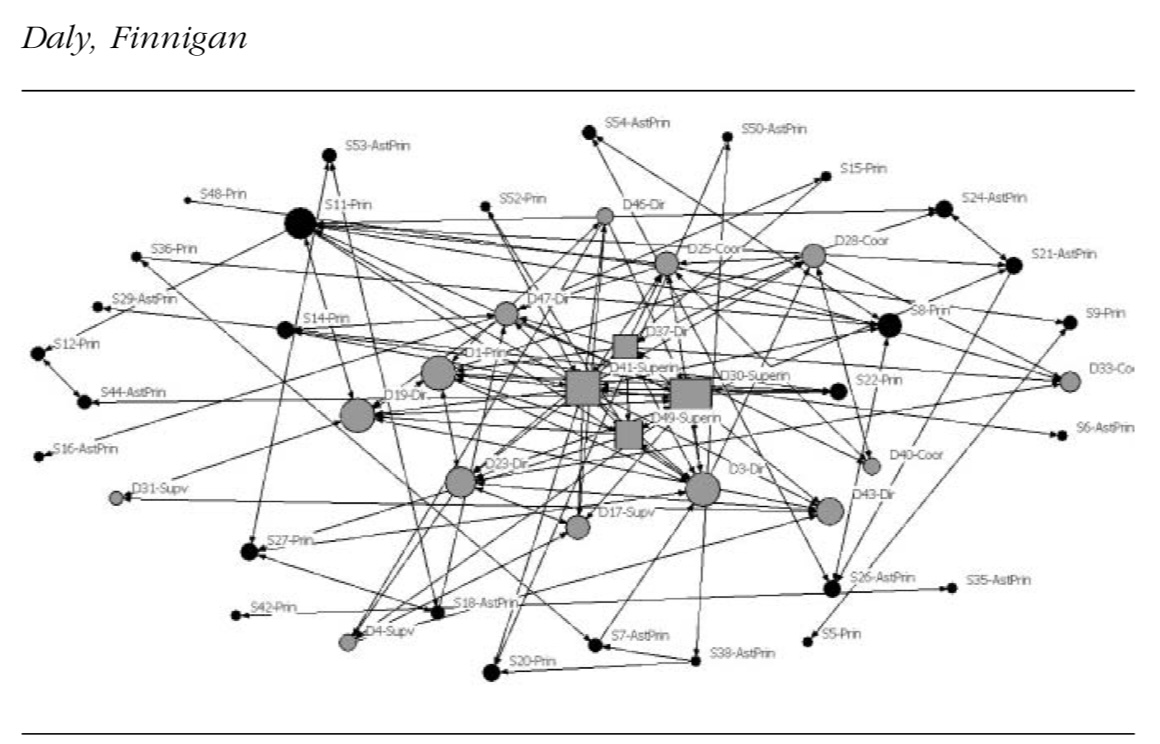 Daly, Finnigan
S54-AstPrin
S50-AstPrin
S53-AstPrin
S15-Prin
S48-Prin
S11-Prin
S52-Prin
D46-Dir
S24-AstPrin
S36-Prin
D25-Coor
D28-Coor
S21-AstPrin
S29-AstPrin
D47-Dir
S14-Prin
D37-Dir
S8-Prin
S9-Prin
S12-Prin
D1-Prin
D41-Superin
D30-Superin
S22-Prin
D33-Co
S44-AstPrin
D19-Dir
D49-Superin
S6-AstPrin
S16-AstPrin
D23-Dir
D3-Dir
D40-Coor
D31-Supv
D17-Supv
D43-Dir
S27-Prin
S26-AstPrin
S35-AstPrin
S42-Prin
S18-AstPrin
D4-Supv
S7-AstPrin
S5-Prin
S20-Prin
S38-AstPrin